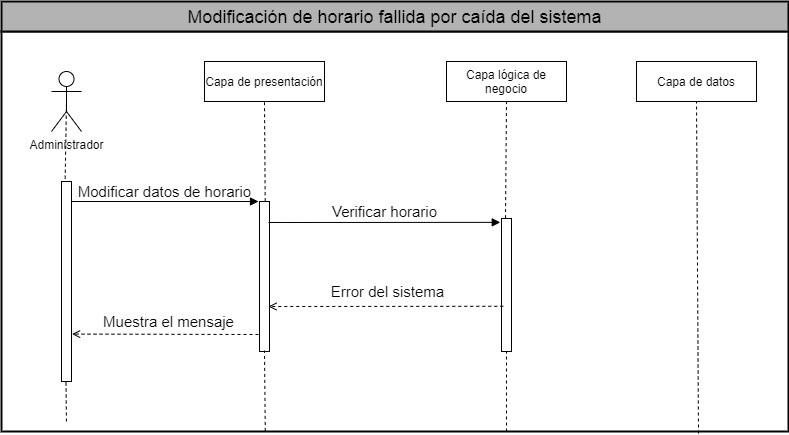 Modificación de horario fallida por caída del sistema
Capa de presentación
Capa lógica de
negocio
Capa de datos
Administrador
Modificar datos de horario
Verificar horario
Error del sistema
Muestra el mensaje